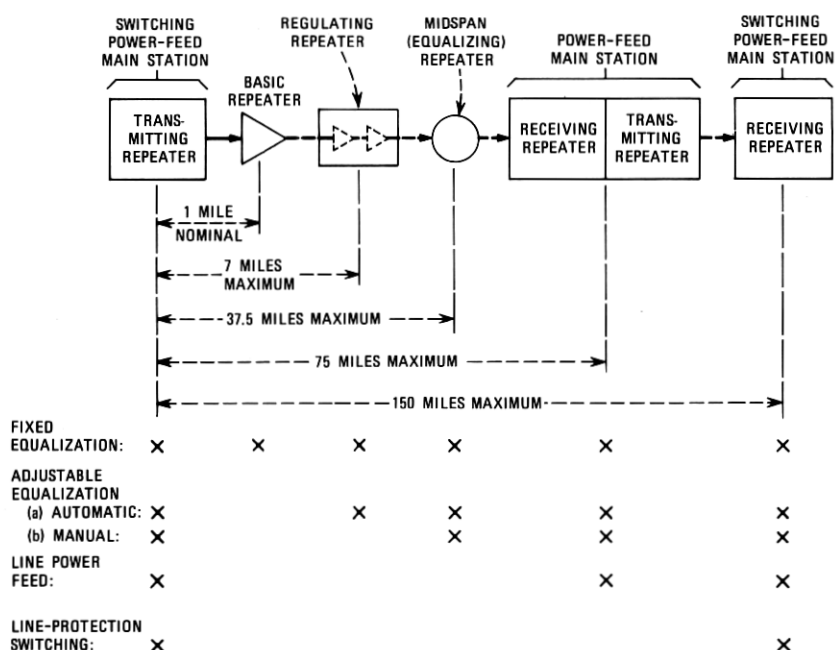 SWITCHING
POWER-FEED
MAIN STATION
REGULATING
REPEATER
MIDSPAN
(EQUALIZING)
REPEATER
POWER-FEED
MAIN STATION
SWITCHING
POWER-FEED
MAIN STATION
BASIC
REPEATER
TRANS-
MITTING
REPEATER
RECEIVING
REPEATER
TRANS-
MITTING
REPEATER
RECEIVING
REPEATER
1 MILE
NOMINAL
7 MILES
MAXIMUM
37.5 MILES MAXIMUM
75 MILES MAXIMUM
150 MILES MAXIMUM
FIXED
EQUALIZATION: X X X X X X
ADJUSTABLE
EQUALIZATION
(a) AUTOMATIC: X X X X X
(b) MANUAL: X X X X
LINE POWER
FEED: X X X
LINE-PROTECTION
SWITCHING: X X